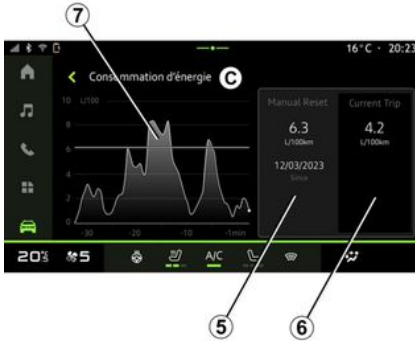 7
16°C · 20:23
Consommation d'énergie C
10 L/100
8
6
4
2
0
-30 -20 -10 -1min
Manual Reset
6.3
L/100km
12/03/2023
Since
Current Trip
4.2
L/100km
20°5 5 A/C
5 6